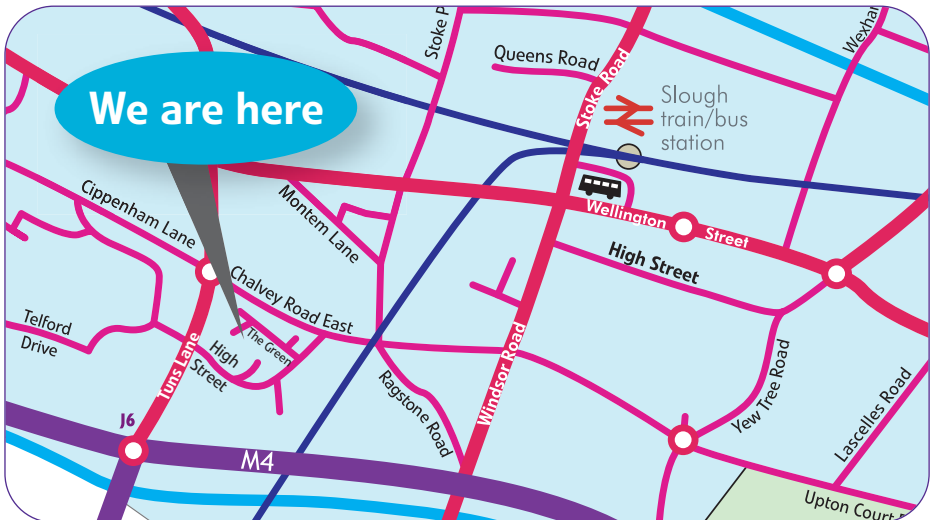 Stoke P
Wexha
Queens Road
Stoke Road
Slough
train/bus
station
We are here
Cippenham Lane
Montem Lane
Wellington
Street
High Street
Chalvey Road East
Telford
Drive
The Green
High
Street
Tuns Lane
Ragstone Road
Windsor Road
Yew Tree Road
Lascelles Road
J6
M4
Upton Court